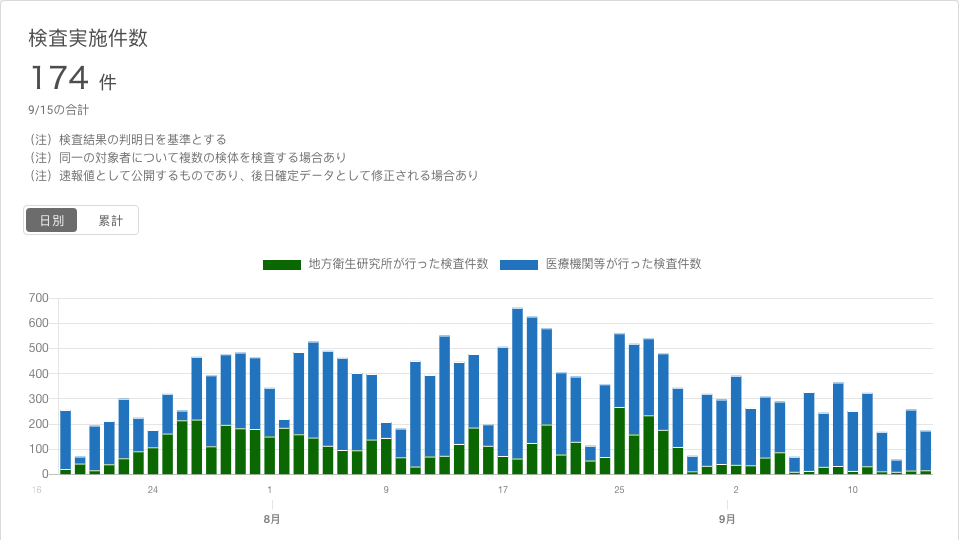 検査実施件数
174 件
9/15の合計
（注）検査結果の判明日を基準とする
（注）同一の対象者について複数の検体を検査する場合あり
（注）速報値として公開するものであり、後日確定データとして修正される場合あり
日別 累計
地方衛生研究所が行った検査件数 医療機関等が行った検査件数
700
600
500
400
300
200
100
0
16 24 1 9 17 25 2 10
8月 9月